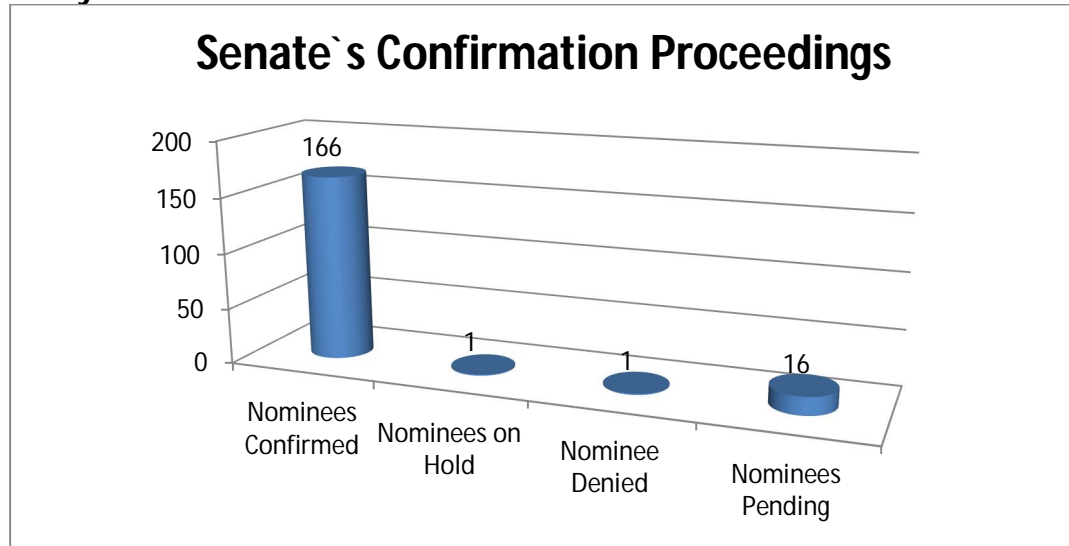 Senate`s Confirmation Proceedings
200
150
100
50
0
166
1
1
16
Nominees
Confirmed
Nominees on
Hold
Nominee
Denied
Nominees
Pending